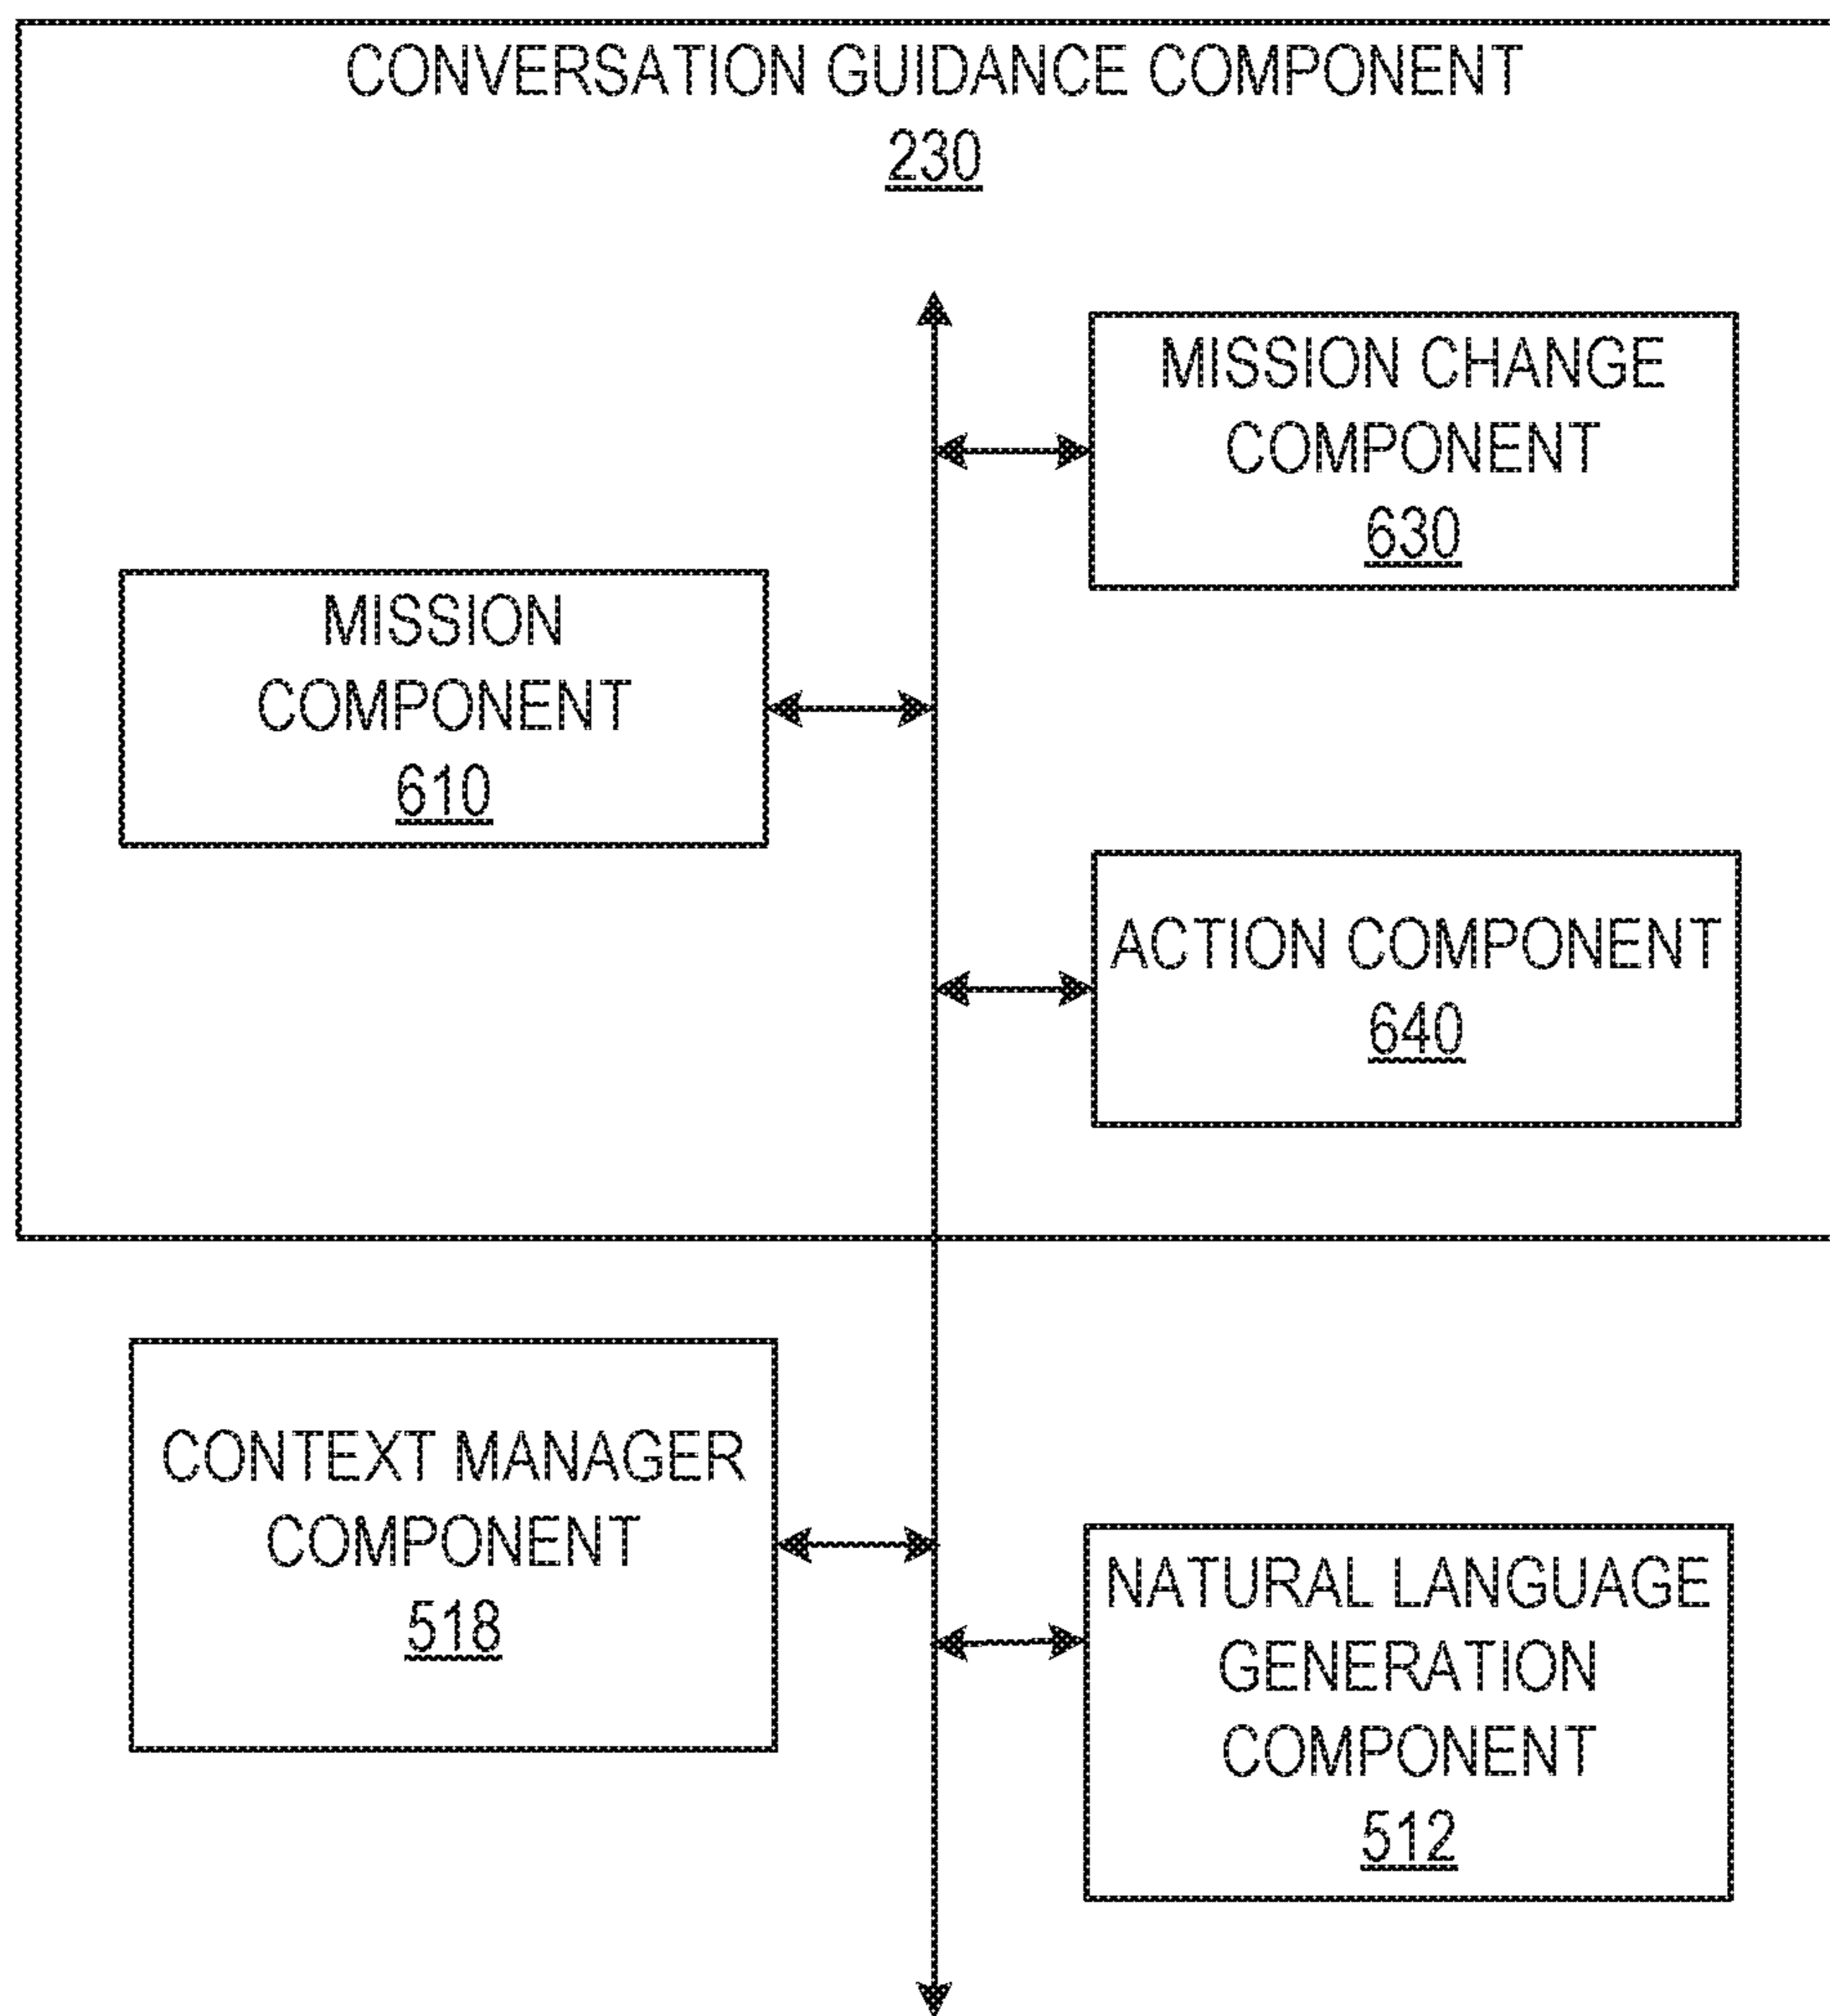 CONVERSATION GUIDANCE COMPONENT
230
MISSION CHANGE
COMPONENT
630
MISSION
COMPONENT
610
ACTION COMPONENT
640
CONTEXT MANAGER
COMPONENT
518
NATURAL LANGUAGE
GENERATION
COMPONENT
512